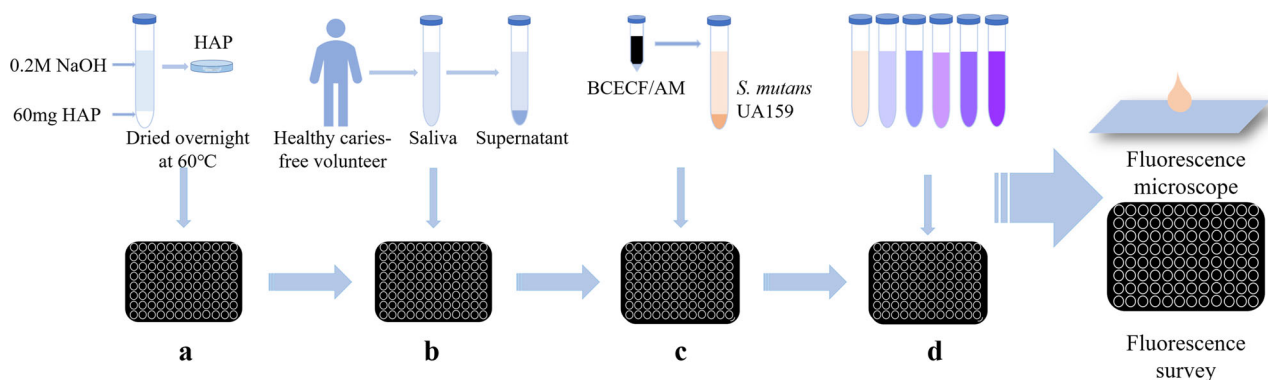 0.2M NaOH
60mg HAP
HAP
Dried overnight
at 60℃
Healthy caries-
free volunteer
Saliva
Supernatant
BCECF/AM
S. mutans
UA159
Fluorescence
microscope
Fluorescence
survey
a
b
c
d